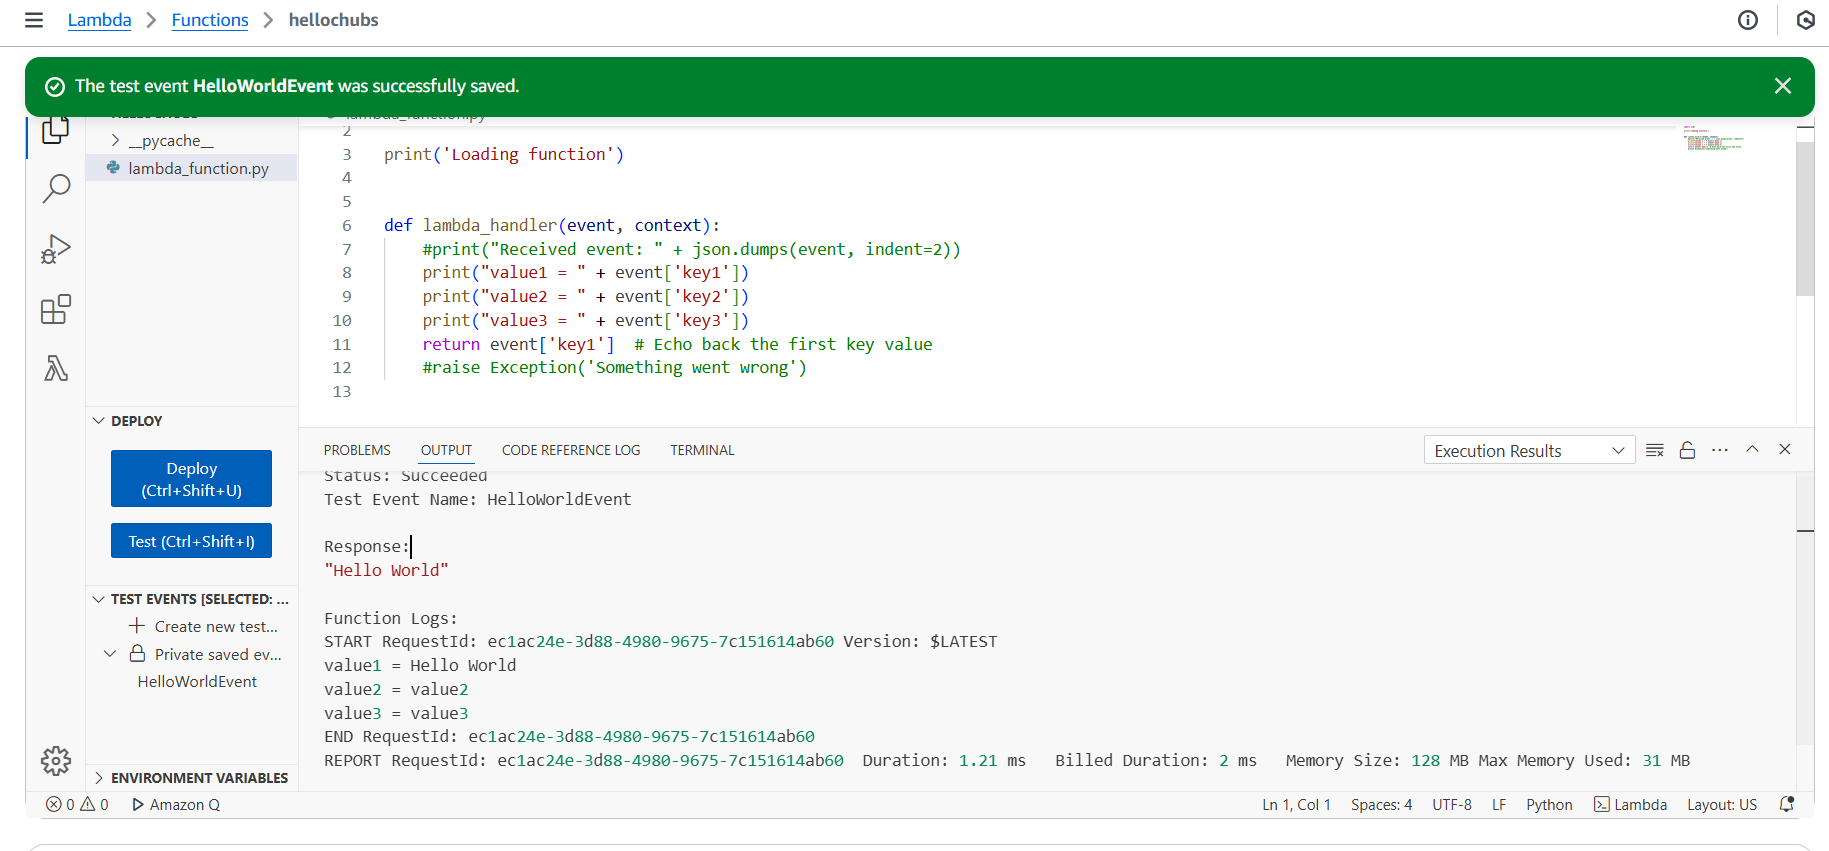 Lambda > Functions > hellochubs
The test event HelloWorldEvent was successfully saved.
__pycache__
lambda_function.py
lambda_function.py
2
3 print('Loading function')
4
5
6 def lambda_handler(event, context):
7 #print("Received event: " + json.dumps(event, indent=2))
8 print("value1 = " + event['key1'])
9 print("value2 = " + event['key2'])
10 print("value3 = " + event['key3'])
11 return event['key1'] # Echo back the first key value
12 #raise Exception('Something went wrong')
13
DEPLOY
Deploy
(Ctrl+Shift+U)
Test (Ctrl+Shift+I)
TEST EVENTS [SELECTED: ...
Create new test...
Private saved ev...
HelloWorldEvent
ENVIRONMENT VARIABLES
PROBLEMS OUTPUT CODE REFERENCE LOG TERMINAL
Execution Results
Status: Succeeded
Test Event Name: HelloWorldEvent
Response:
"Hello World"
Function Logs:
START RequestId: ec1ac24e-3d88-4980-9675-7c151614ab60 Version: $LATEST
value1 = Hello World
value2 = value2
value3 = value3
END RequestId: ec1ac24e-3d88-4980-9675-7c151614ab60
REPORT RequestId: ec1ac24e-3d88-4980-9675-7c151614ab60 Duration: 1.21 ms Billed Duration: 2 ms Memory Size: 128 MB Max Memory Used: 31 MB
0 0 Amazon Q
Ln 1, Col 1 Spaces: 4 UTF-8 LF Python Lambda Layout: US